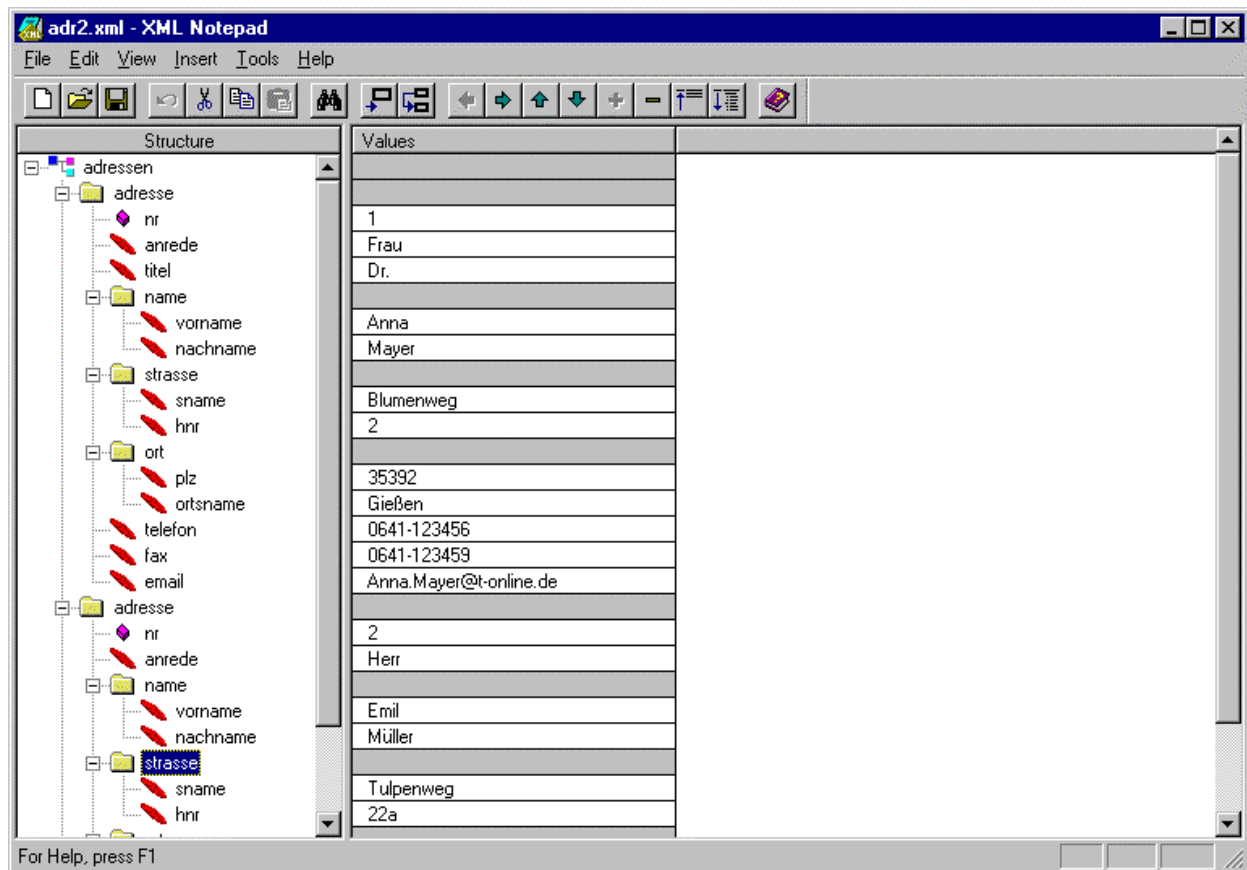 adr2.xml - XML Notepad
File Edit View Insert Tools Help
Structure Values
adressen
adresse
nr 1
anrede Frau
titel Dr.
name
vorname Anna
nachname Mayer
strasse
sname Blumenweg
hnr 2
ort
plz 35392
ortsname Gießen
telefon 0641-123456
fax 0641-123459
email Anna.Mayer@t-online.de
adresse
nr 2
anrede Herr
name
vorname Emil
nachname Müller
strasse
sname Tulpenweg
hnr 22a
For Help, press F1